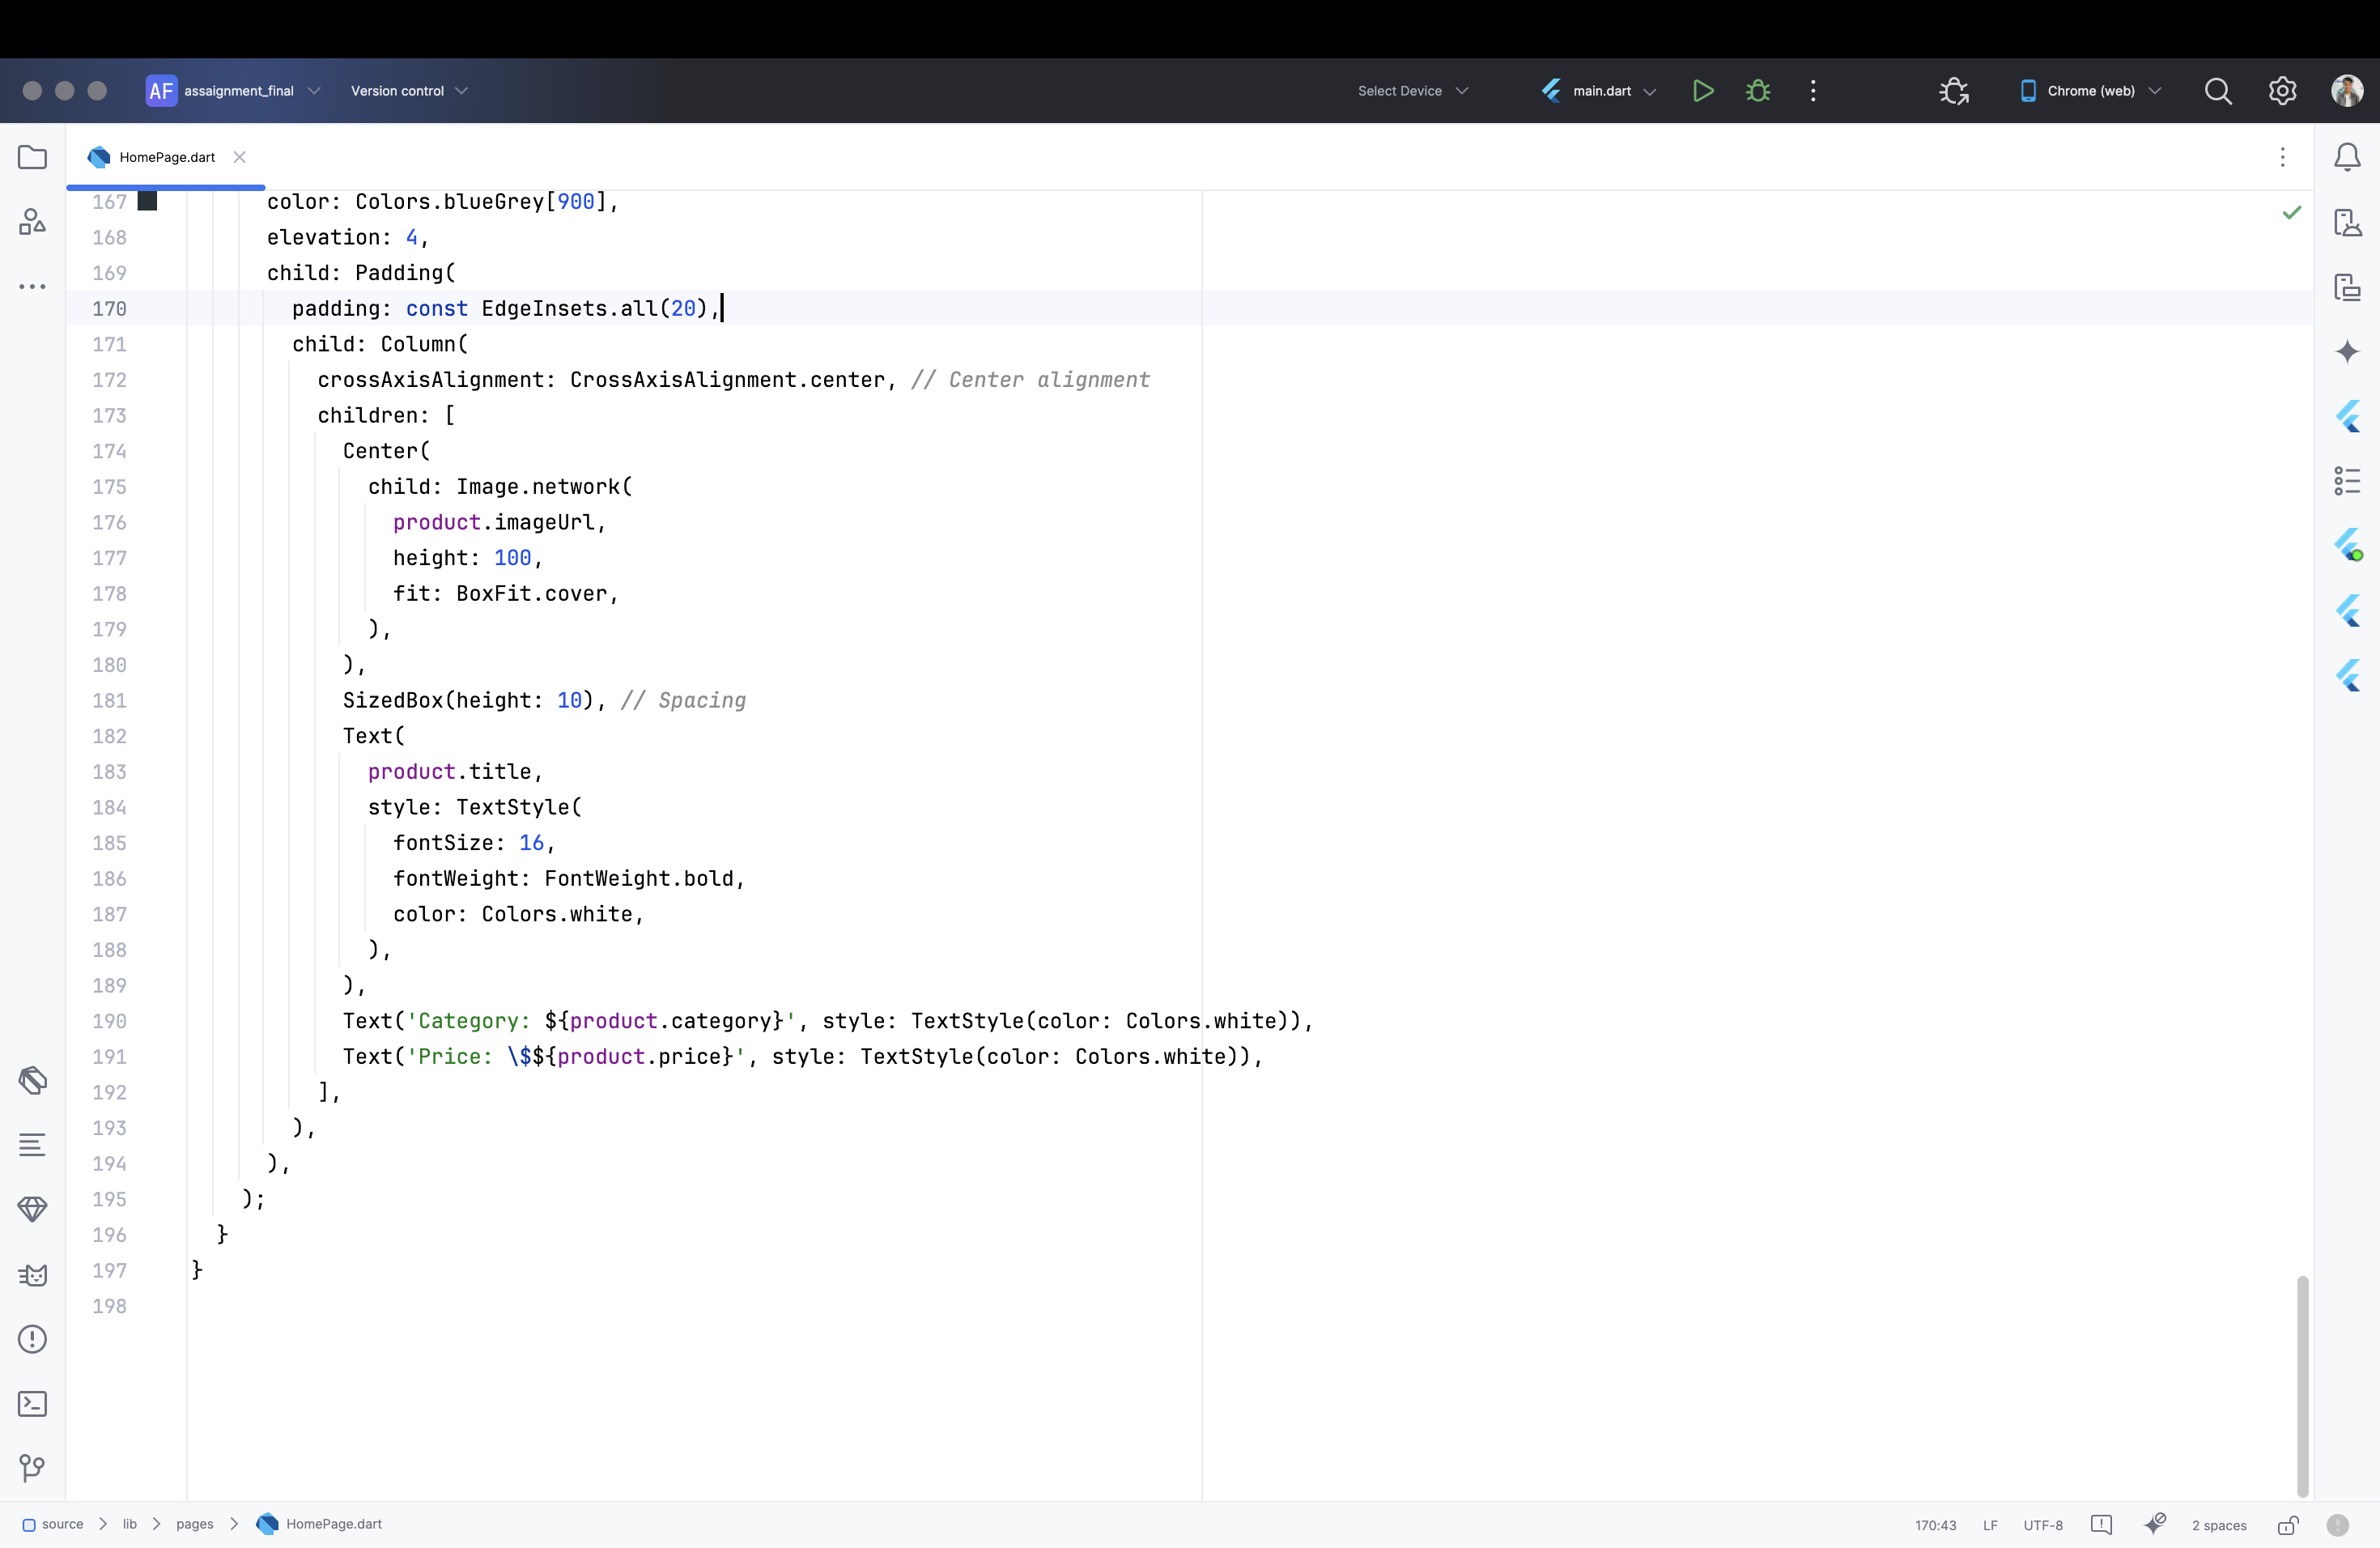 AF assaignment_final Version control Select Device main.dart Chrome (web)
HomePage.dart
167 color: Colors.blueGrey[900],
168 elevation: 4,
169 child: Padding(
170 padding: const EdgeInsets.all(20),
171 child: Column(
172 crossAxisAlignment: CrossAxisAlignment.center, // Center alignment
173 children: [
174 Center(
175 child: Image.network(
176 product.imageUrl,
177 height: 100,
178 fit: BoxFit.cover,
179 ),
180 ),
181 SizedBox(height: 10), // Spacing
182 Text(
183 product.title,
184 style: TextStyle(
185 fontSize: 16,
186 fontWeight: FontWeight.bold,
187 color: Colors.white,
188 ),
189 ),
190 Text('Category: ${product.category}', style: TextStyle(color: Colors.white)),
191 Text('Price: \$${product.price}', style: TextStyle(color: Colors.white)),
192 ],
193 ),
194 ),
195 );
196 }
197 }
198
source lib pages HomePage.dart 170:43 LF UTF-8 2 spaces